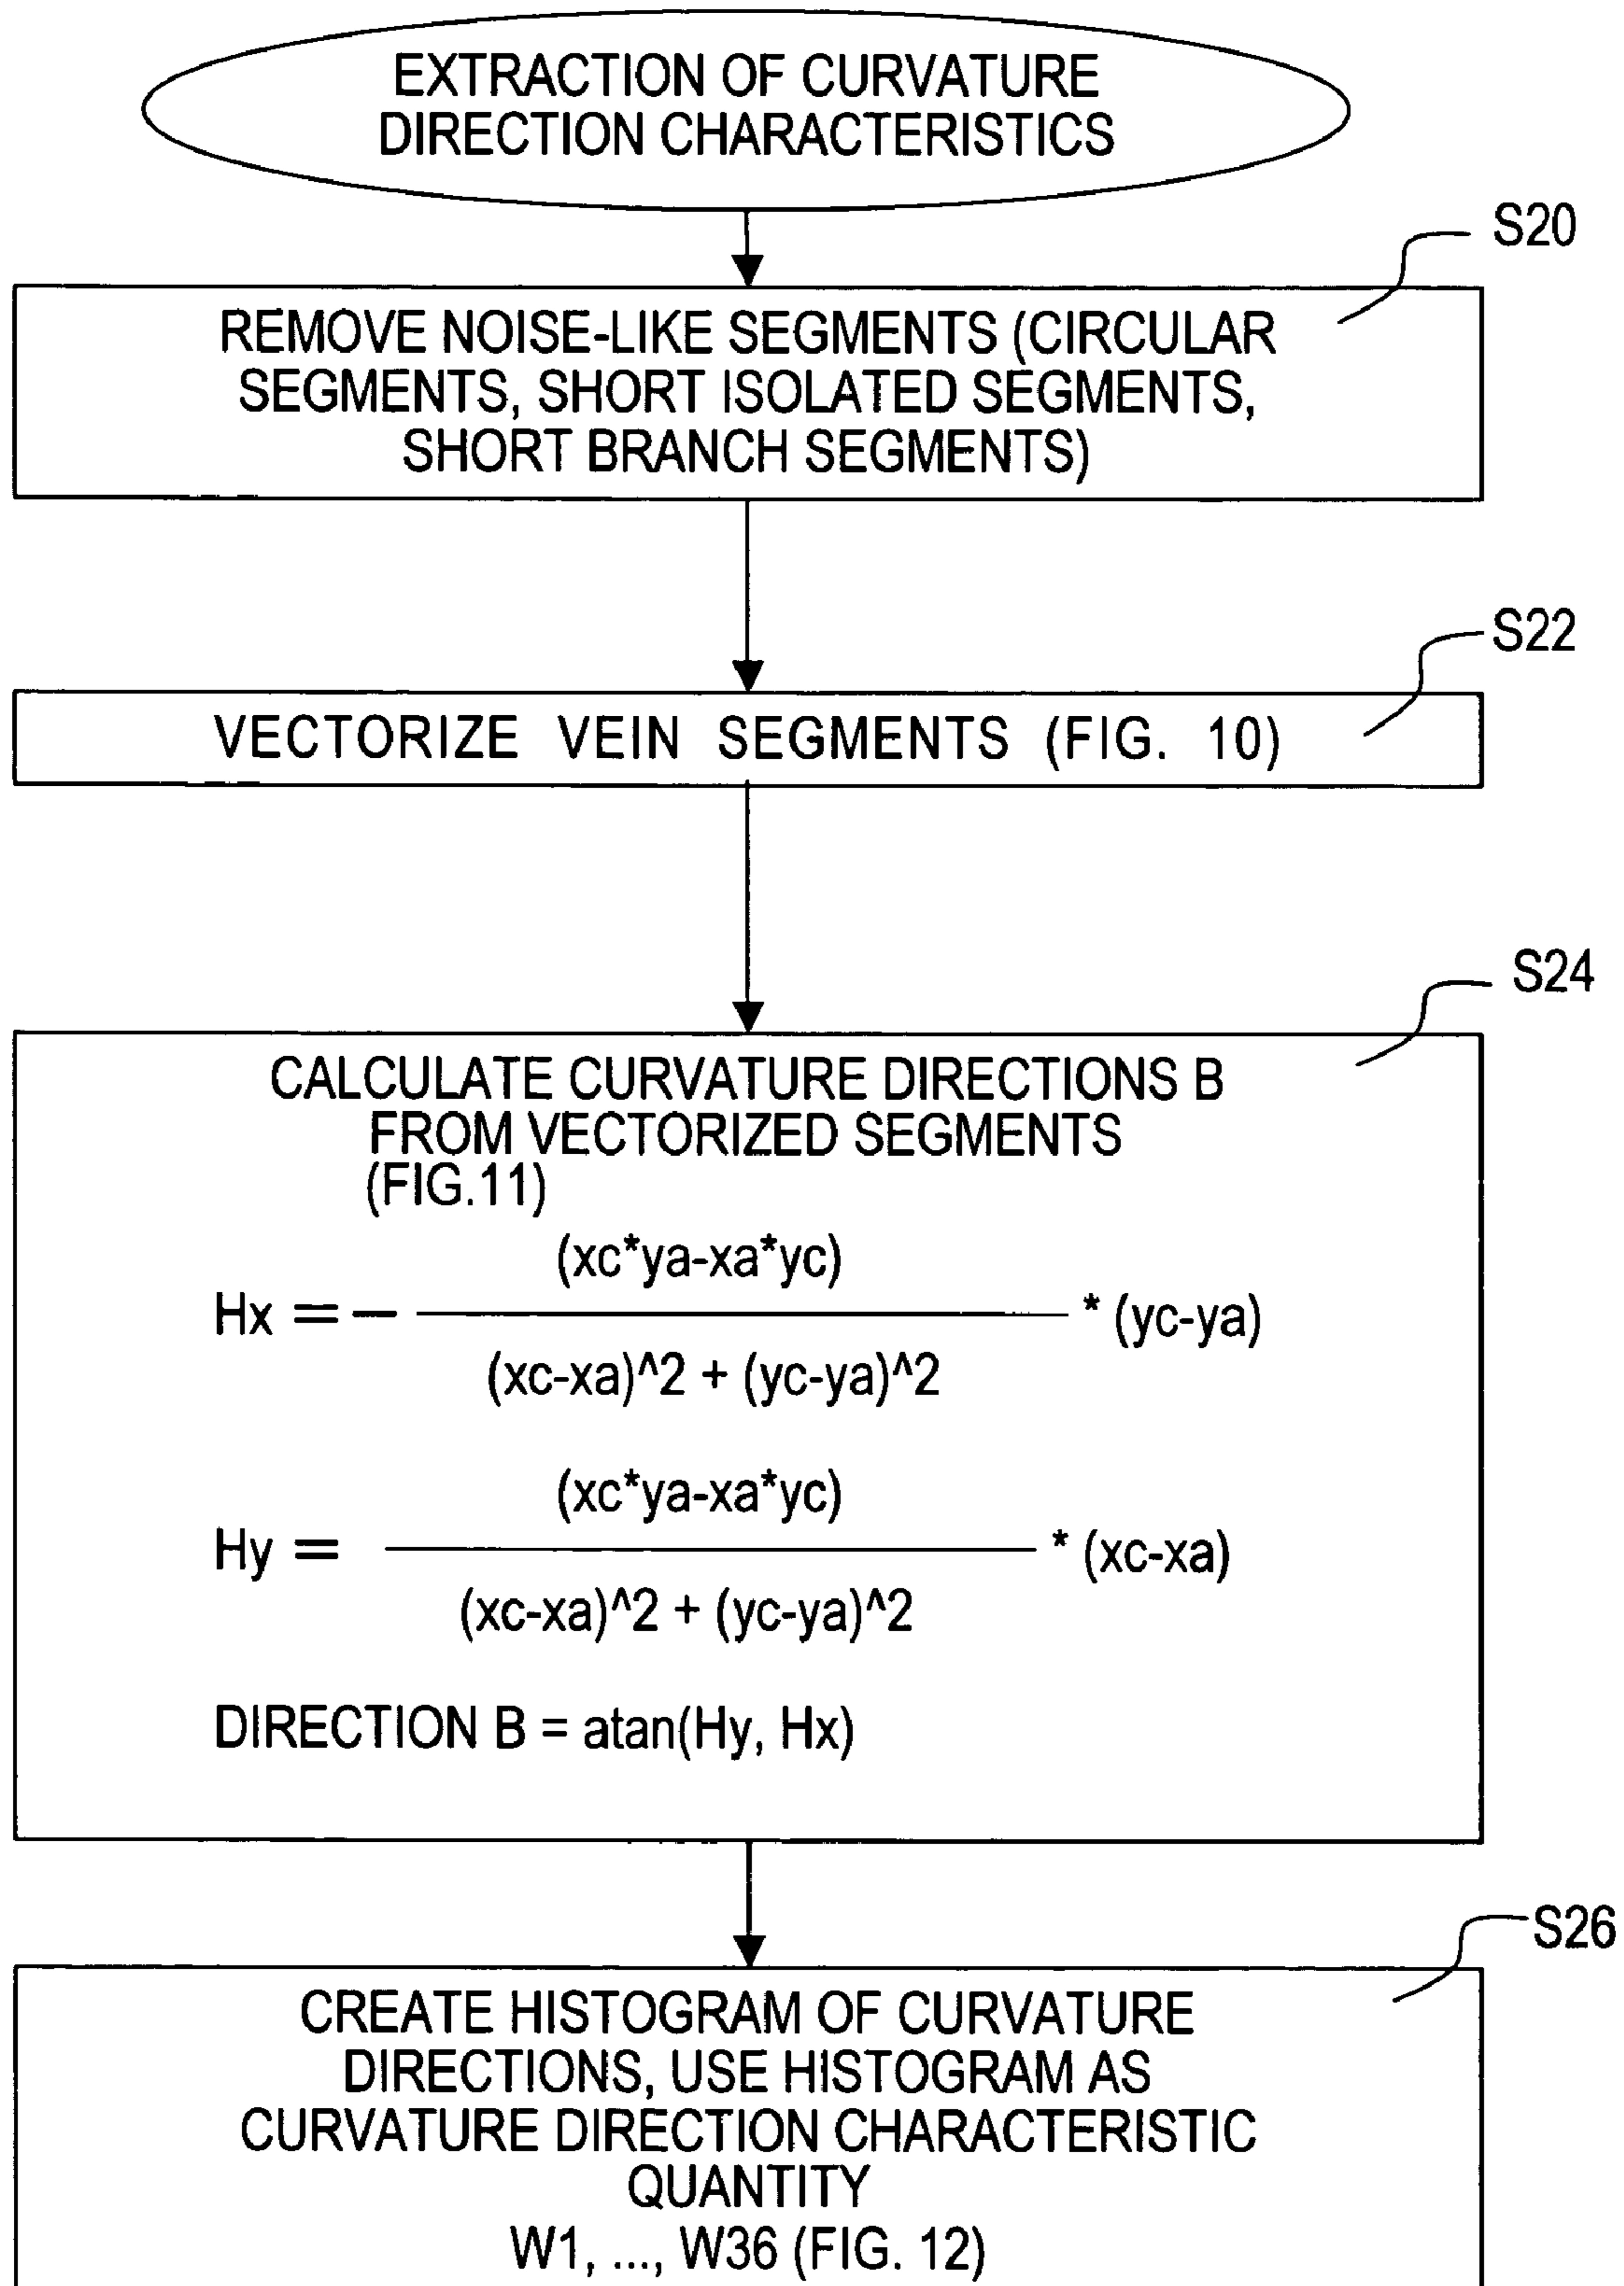 EXTRACTION OF CURVATURE
DIRECTION CHARACTERISTICS
S20
REMOVE NOISE-LIKE SEGMENTS (CIRCULAR
SEGMENTS, SHORT ISOLATED SEGMENTS,
SHORT BRANCH SEGMENTS)
S22
VECTORIZE VEIN SEGMENTS (FIG. 10)
S24
CALCULATE CURVATURE DIRECTIONS B
FROM VECTORIZED SEGMENTS
(FIG.11)
(xc*ya-xa*yc)
Hx = - * (yc-ya)
(xc-xa)^2 + (yc-ya)^2
(xc*ya-xa*yc)
Hy = * (xc-xa)
(xc-xa)^2 + (yc-ya)^2
DIRECTION B = atan(Hy, Hx)
S26
CREATE HISTOGRAM OF CURVATURE
DIRECTIONS, USE HISTOGRAM AS
CURVATURE DIRECTION CHARACTERISTIC
QUANTITY
W1, ..., W36 (FIG. 12)